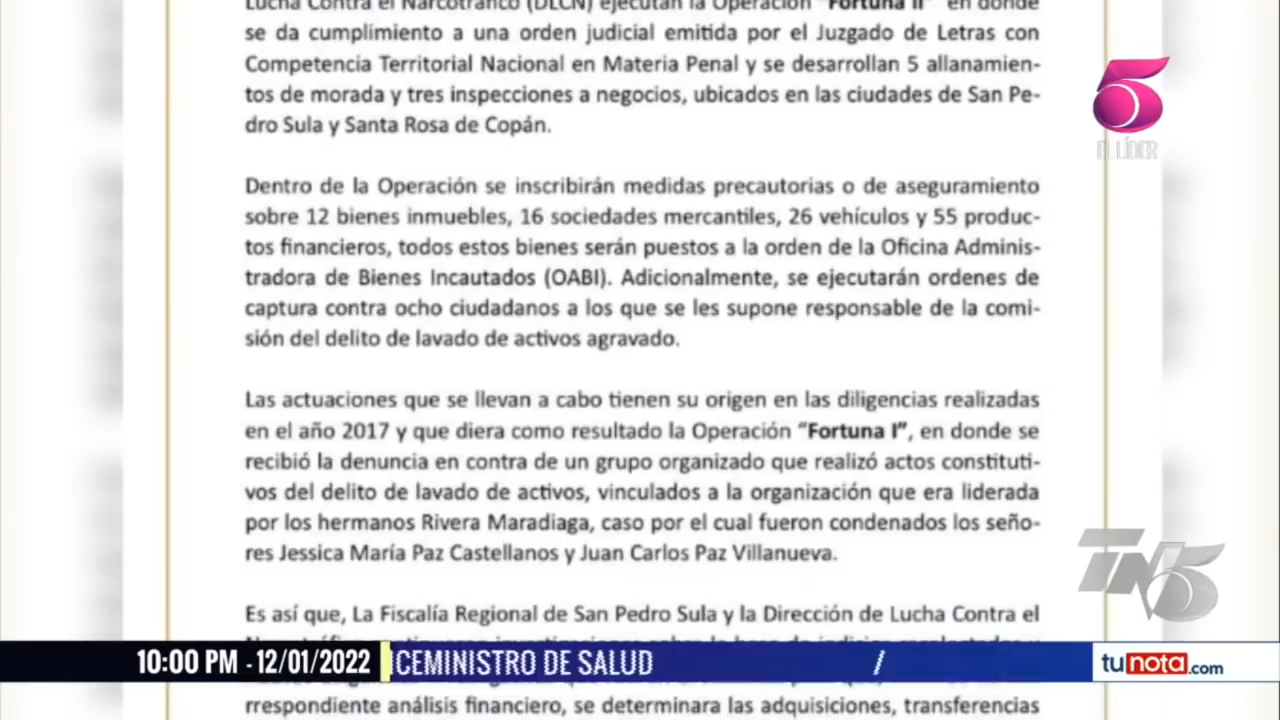 Lucha Contra el Narcotráfico (DLCN) ejecutan la Operación "Fortuna II" en donde
se da cumplimiento a una orden judicial emitida por el Juzgado de Letras con
Competencia Territorial Nacional en Materia Penal y se desarrollan 5 allanamien-
tos de morada y tres inspecciones a negocios, ubicados en las ciudades de San Pe-
dro Sula y Santa Rosa de Copán.
Dentro de la Operación se inscribirán medidas precautorias o de aseguramiento
sobre 12 bienes inmuebles, 16 sociedades mercantiles, 26 vehículos y 55 produc-
tos financieros, todos estos bienes serán puestos a la orden de la Oficina Adminis-
tradora de Bienes Incautados (OABI). Adicionalmente, se ejecutarán ordenes de
captura contra ocho ciudadanos a los que se les supone responsable de la comi-
sión del delito de lavado de activos agravado.
Las actuaciones que se llevan a cabo tienen su origen en las diligencias realizadas
en el año 2017 y que diera como resultado la Operación "Fortuna I", en donde se
recibió la denuncia en contra de un grupo organizado que realizó actos constituti-
vos del delito de lavado de activos, vinculados a la organización que era liderada
por los hermanos Rivera Maradiaga, caso por el cual fueron condenados los seño-
res Jessica María Paz Castellanos y Juan Carlos Paz Villanueva.
Es así que, La Fiscalía Regional de San Pedro Sula y la Dirección de Lucha Contra el
rrespondiente análisis financiero, se determinara las adquisiciones, transferencias
5
EL LÍDER
TN5
10:00 PM - 12/01/2022
CEMINISTRO DE SALUD /
tunota.com